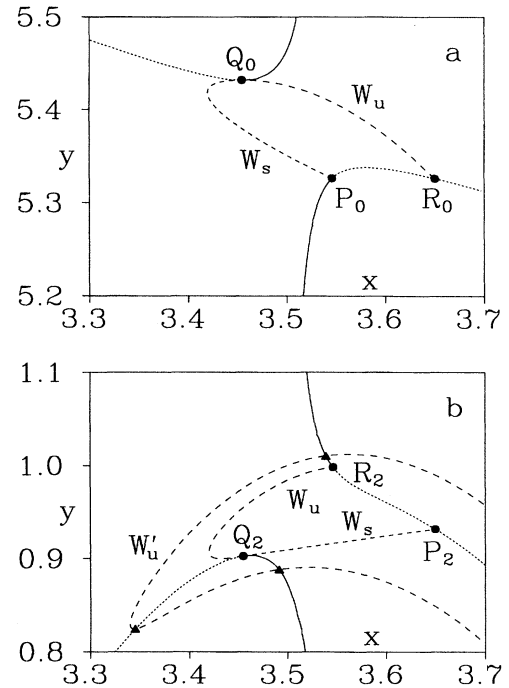 5.5
a
Q₀
Wᵤ
5.4
y
Wₛ
5.3
P₀
R₀
5.2
x
3.3 3.4 3.5 3.6 3.7
1.1
b
1.0
R₂
Wᵤ
Wₛ
y
W′ᵤ
Q₂
P₂
0.9
0.8
x
3.3 3.4 3.5 3.6 3.7